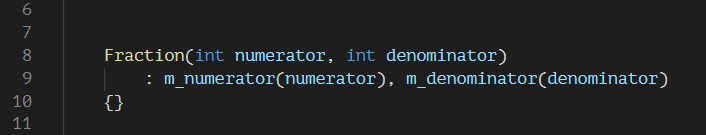 6
7
8 Fraction(int numerator, int denominator)
9 : m_numerator(numerator), m_denominator(denominator)
10 {}
11